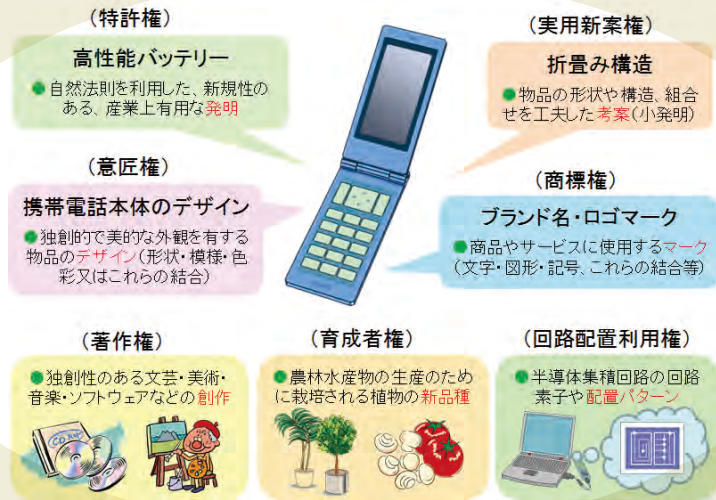 (特許権)
高性能バッテリー
●自然法則を利用した、新規性の
ある、産業上有用な発明
(実用新案権)
折畳み構造
●物品の形状や構造、組合
せを工夫した考案(小発明)
(意匠権)
携帯電話本体のデザイン
●独創的で美的な外観を有する
物品のデザイン(形状・模様・色
彩又はこれらの結合)
(商標権)
ブランド名・ロゴマーク
●商品やサービスに使用するマーク
(文字・図形・記号、これらの結合等)
(著作権)
●独創性のある文芸・美術・
音楽・ソフトウェアなどの創作
(育成者権)
●農林水産物の生産のため
に栽培される植物の新品種
(回路配置利用権)
●半導体集積回路の回路
素子や配置パターン